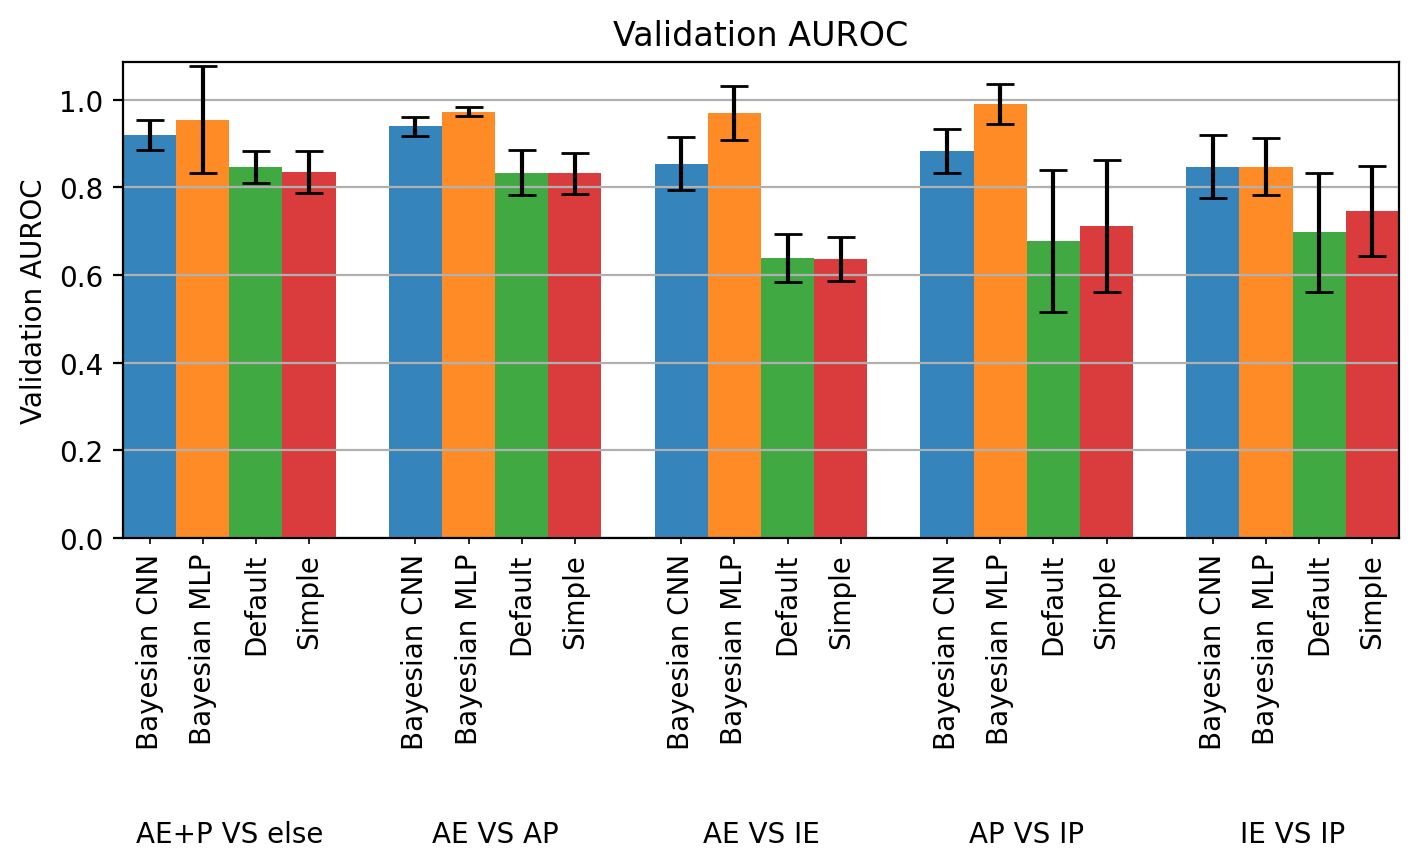 Validation AUROC
Validation AUROC
1.0
0.8
0.6
0.4
0.2
0.0
Bayesian CNN
Bayesian MLP
Default
Simple
Bayesian CNN
Bayesian MLP
Default
Simple
Bayesian CNN
Bayesian MLP
Default
Simple
Bayesian CNN
Bayesian MLP
Default
Simple
Bayesian CNN
Bayesian MLP
Default
Simple
AE+P VS else
AE VS AP
AE VS IE
AP VS IP
IE VS IP